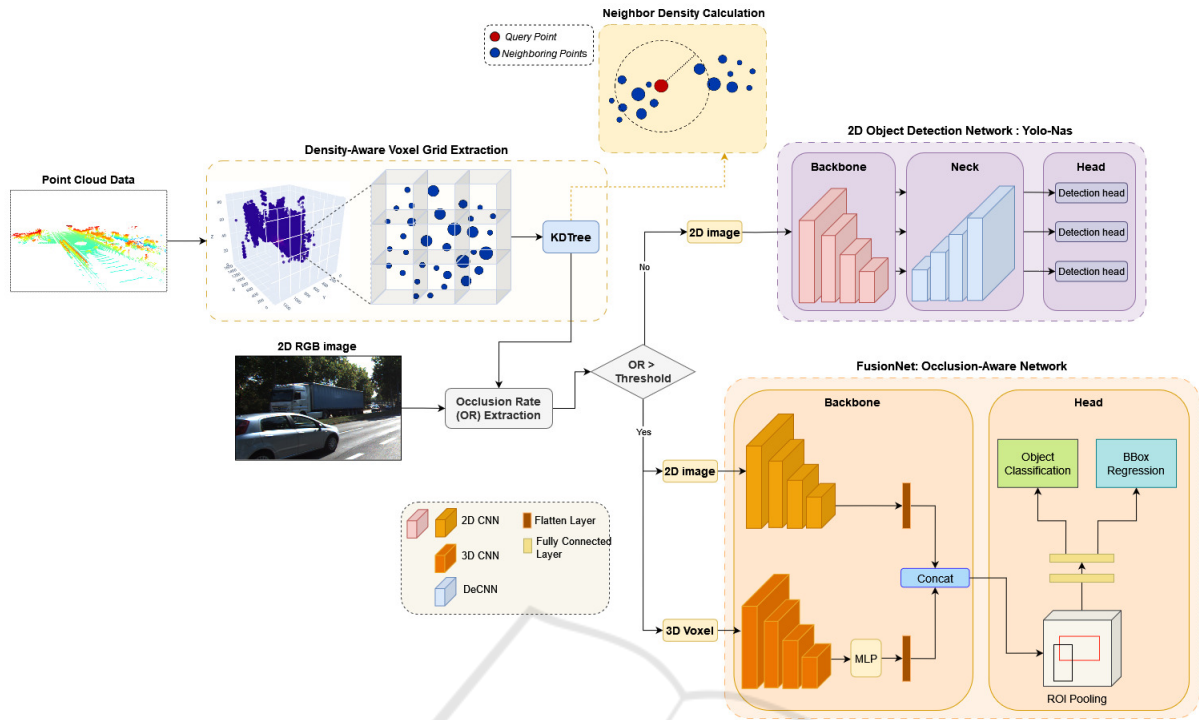 Neighbor Density Calculation
Query Point
Neighboring Points
Density-Aware Voxel Grid Extraction
Point Cloud Data
KDTree
2D Object Detection Network : Yolo-Nas
Backbone
Neck
Head
Detection head
Detection head
Detection head
2D image
No
2D RGB image
Occlusion Rate
(OR) Extraction
OR >
Threshold
Yes
FusionNet: Occlusion-Aware Network
Backbone
Head
2D image
3D Voxel
MLP
Concat
Object
Classification
BBox
Regression
ROI Pooling
2D CNN
3D CNN
DeCNN
Flatten Layer
Fully Connected
Layer